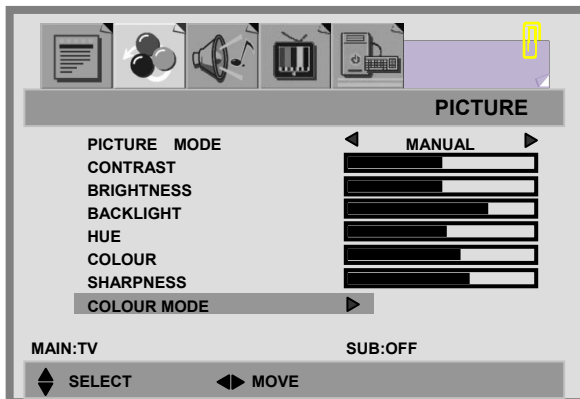 PICTURE
PICTURE MODE MANUAL
CONTRAST
BRIGHTNESS
BACKLIGHT
HUE
COLOUR
SHARPNESS
COLOUR MODE
MAIN:TV SUB:OFF
SELECT MOVE